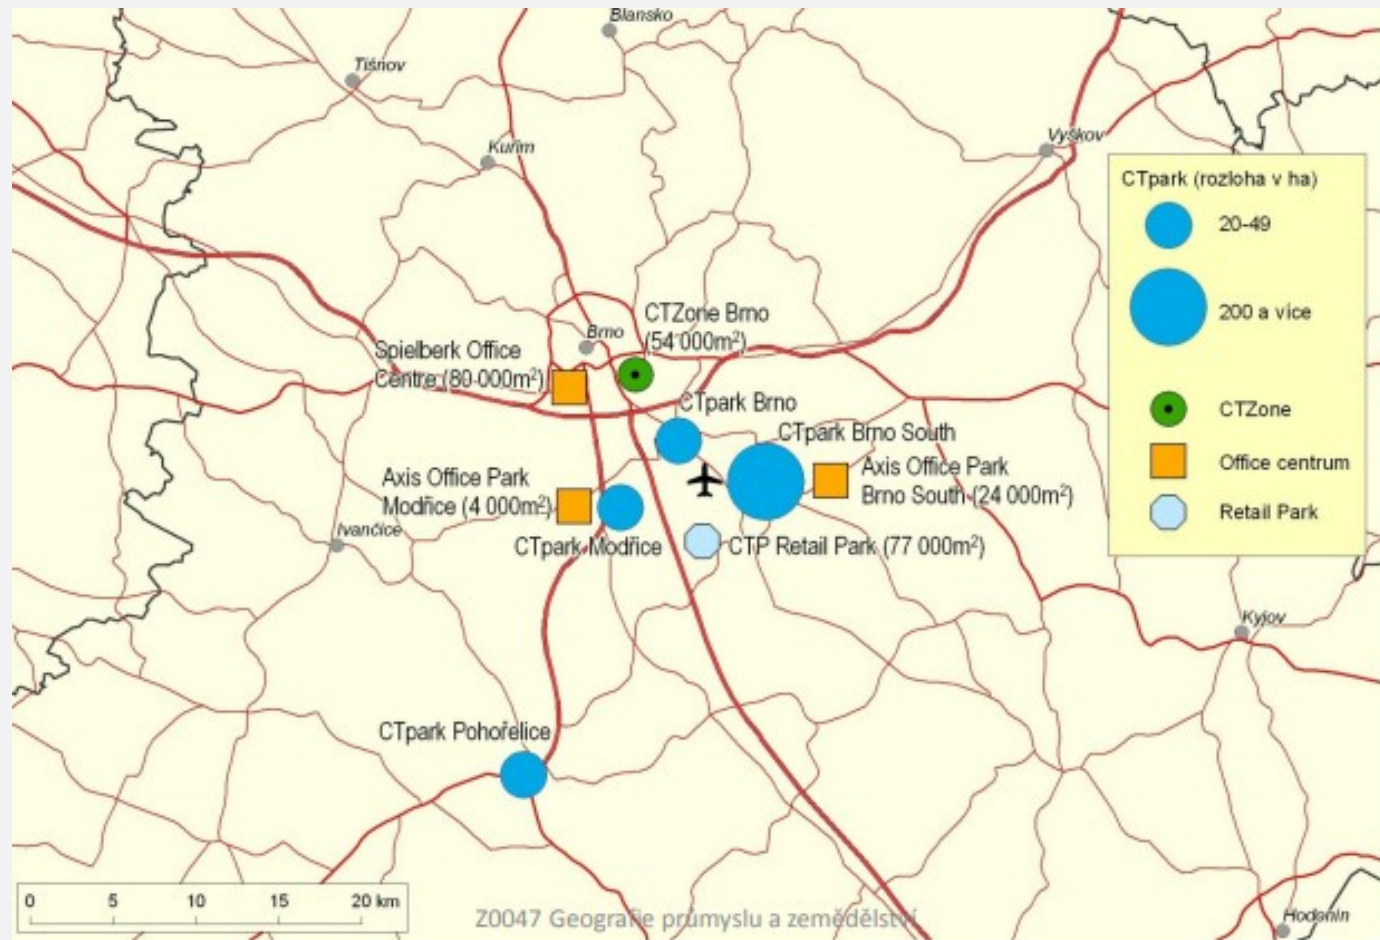 Blansko
Tišnov
Kuřim
Vyškov
CTpark (rozloha v ha)
20-49
200 a více
CTZone
Office centrum
Retail Park
CTZone Brno
(54 000m²)
Brno
Spielberk Office
Centre (80 000m²)
CTpark Brno
CTpark Brno South
Axis Office Park
Brno South (24 000m²)
Axis Office Park
Modřice (4 000m²)
Ivančice
CTpark Modřice
CTP Retail Park (77 000m²)
Kyjov
CTpark Pohořelice
0 5 10 15 20 km
Z0047 Geografie průmyslu a zemědělství
Hodonín